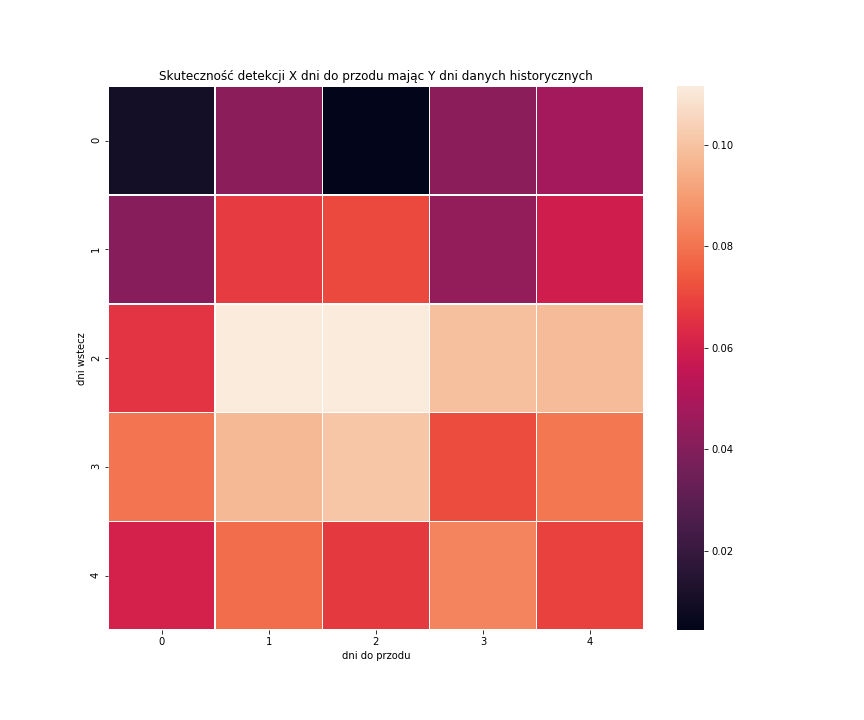 Skuteczność detekcji X dni do przodu mając Y dni danych historycznych
0
1
2
3
4
dni wstecz
0 1 2 3 4
dni do przodu
0.10
0.08
0.06
0.04
0.02